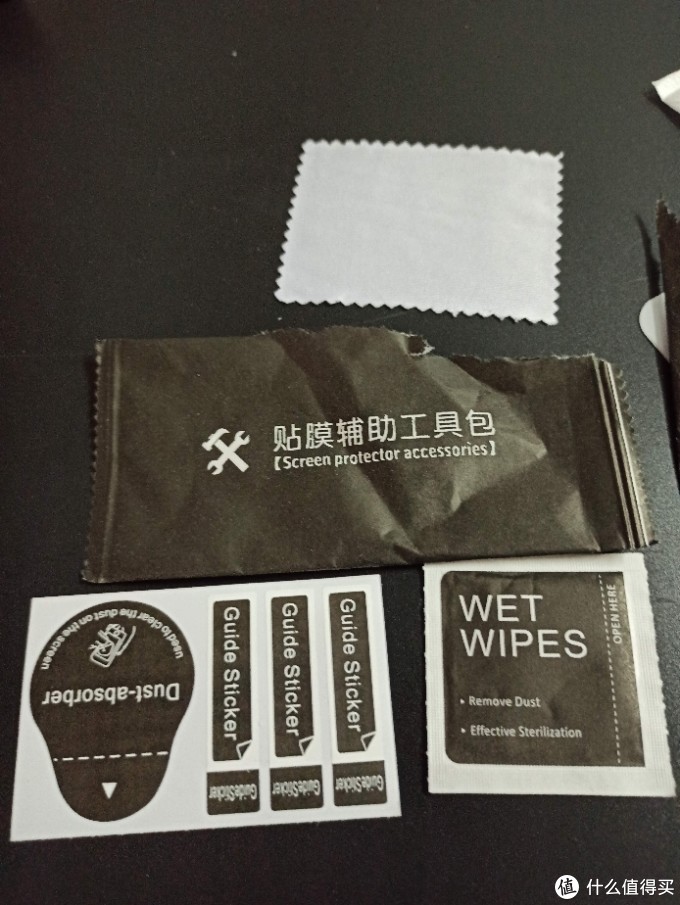 贴膜辅助工具包
【Screen protector accessories】
used to clear the dust on the screen
Dust-absorber
Guide Sticker
Guide Sticker
Guide Sticker
GuideSticker
GuideSticker
GuideSticker
WET
WIPES
• Remove Dust
• Effective Sterilization
OPEN HERE
值 什么值得买